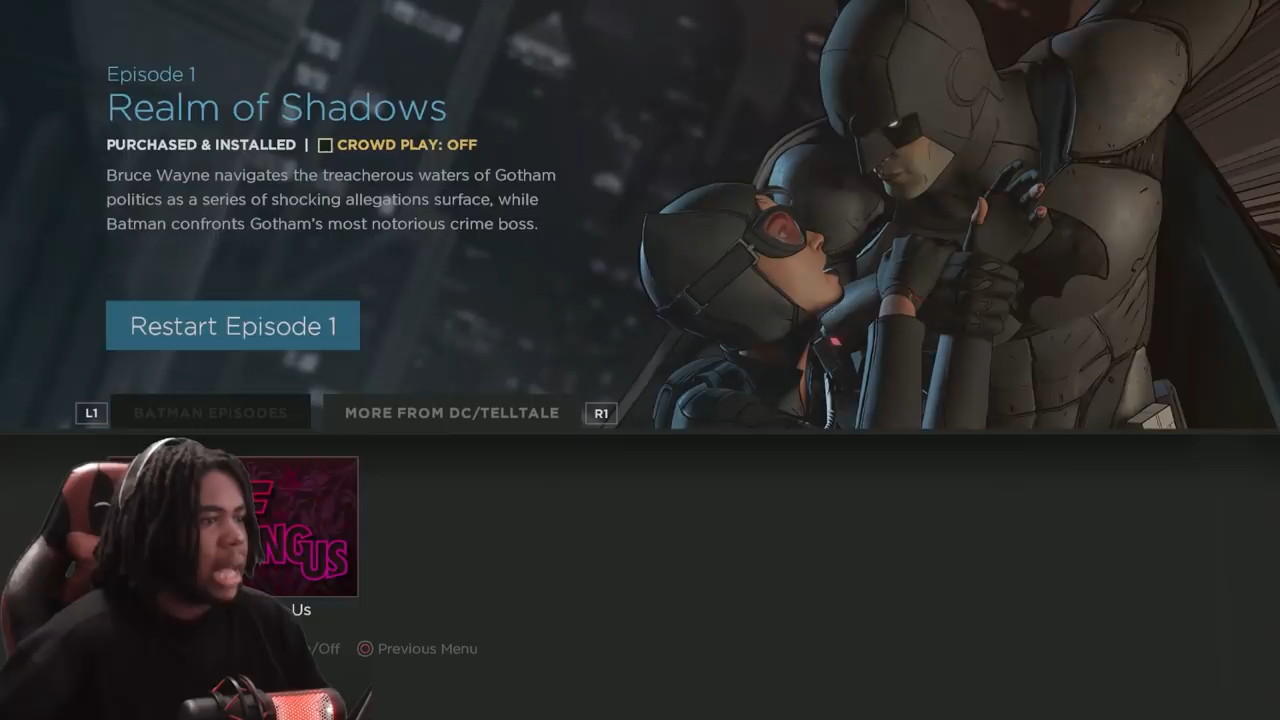 Episode 1
Realm of Shadows
PURCHASED & INSTALLED | CROWD PLAY: OFF
Bruce Wayne navigates the treacherous waters of Gotham
politics as a series of shocking allegations surface, while
Batman confronts Gotham's most notorious crime boss.
Restart Episode 1
L1 BATMAN EPISODES MORE FROM DC/TELLTALE R1
NG
US
Us
/Off Previous Menu